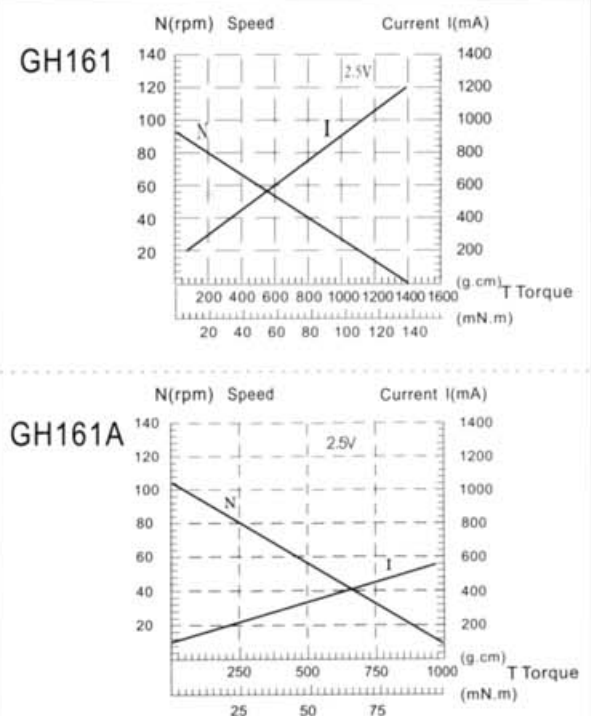 N(rpm) Speed Current I(mA)
GH161
140 1400
2.5V
120 1200
N I
100 1000
80 800
60 600
40 400
20 200
(g.cm)
200 400 600 800 1000 1200 1400 1600 T Torque
20 40 60 80 100 120 140 (mN.m)
N(rpm) Speed Current I(mA)
GH161A
140 1400
2.5V
120 1200
100 1000
N
80 800
60 600
I
40 400
20 200
(g.cm)
250 500 750 1000 T Torque
(mN.m)
25 50 75